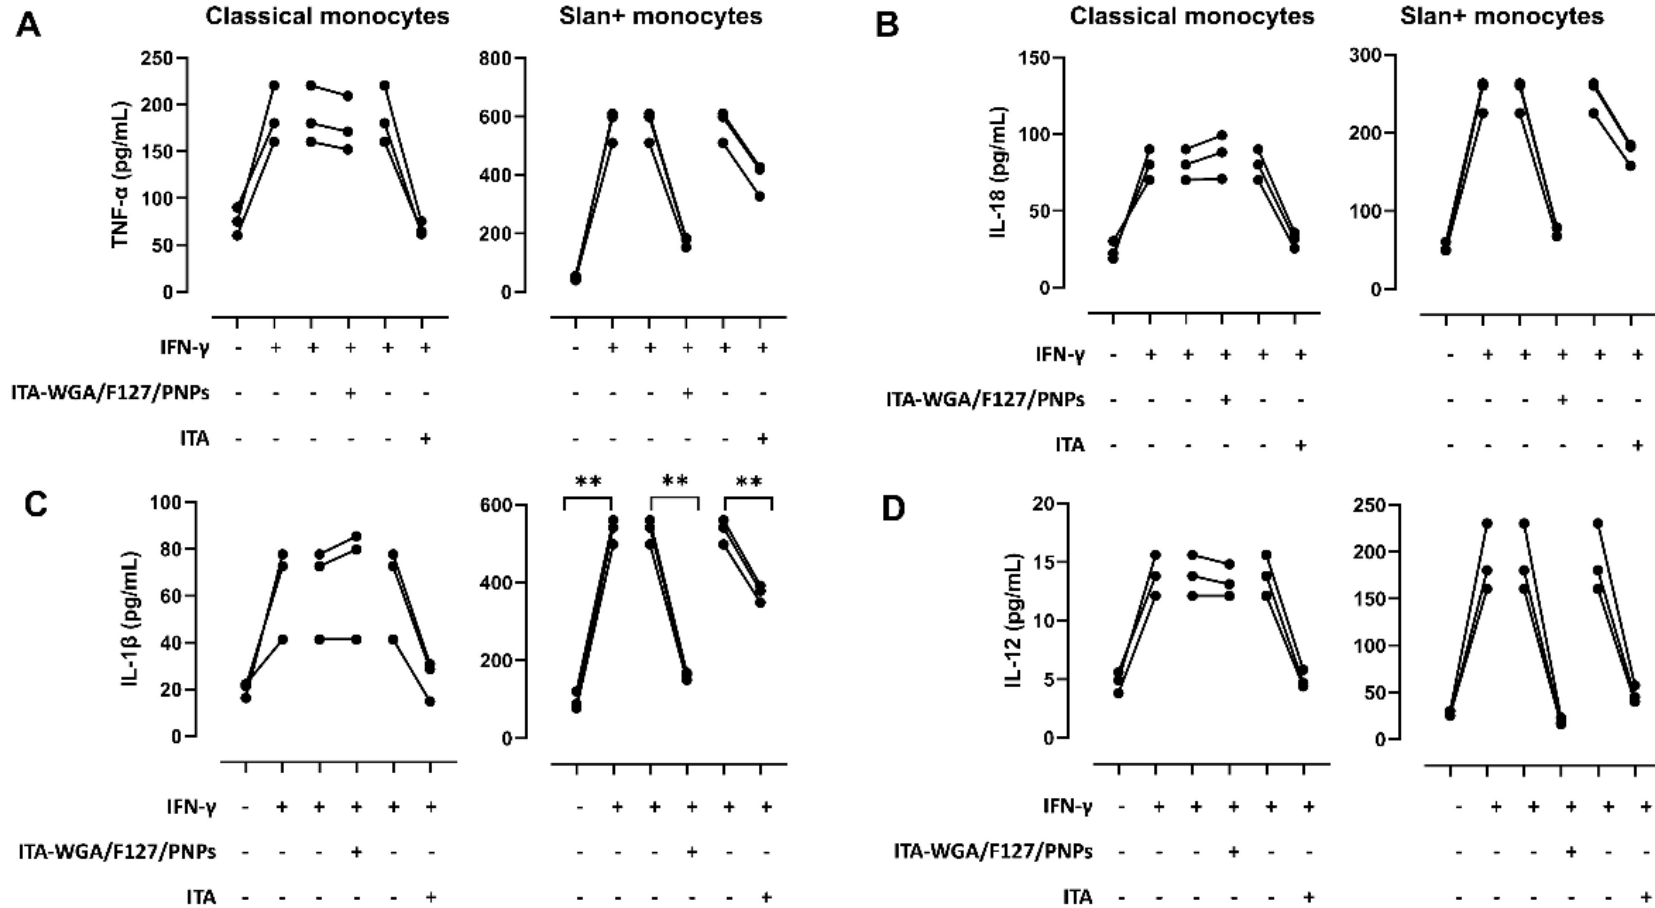 A Classical monocytes Slan+ monocytes
TNF-α (pg/mL)
250 200 150 100 50 0
800 600 400 200 0
IFN-γ - + + + + + - + + + + +
ITA-WGA/F127/PNPs - - - + - - - - - + - -
ITA - - - - - + - - - - - +
B Classical monocytes Slan+ monocytes
IL-18 (pg/mL)
150 100 50 0
300 200 100 0
IFN-γ - + + + + + - + + + + +
ITA-WGA/F127/PNPs - - - + - - - - - + - -
ITA - - - - - + - - - - - +
C
IL-1β (pg/mL)
100 80 60 40 20 0
600 400 200 0
** ** **
IFN-γ - + + + + + - + + + + +
ITA-WGA/F127/PNPs - - - + - - - - - + - -
ITA - - - - - + - - - - - +
D
IL-12 (pg/mL)
20 15 10 5 0
250 200 150 100 50 0
IFN-γ - + + + + + - + + + + +
ITA-WGA/F127/PNPs - - - + - - - - - + - -
ITA - - - - - + - - - - - +